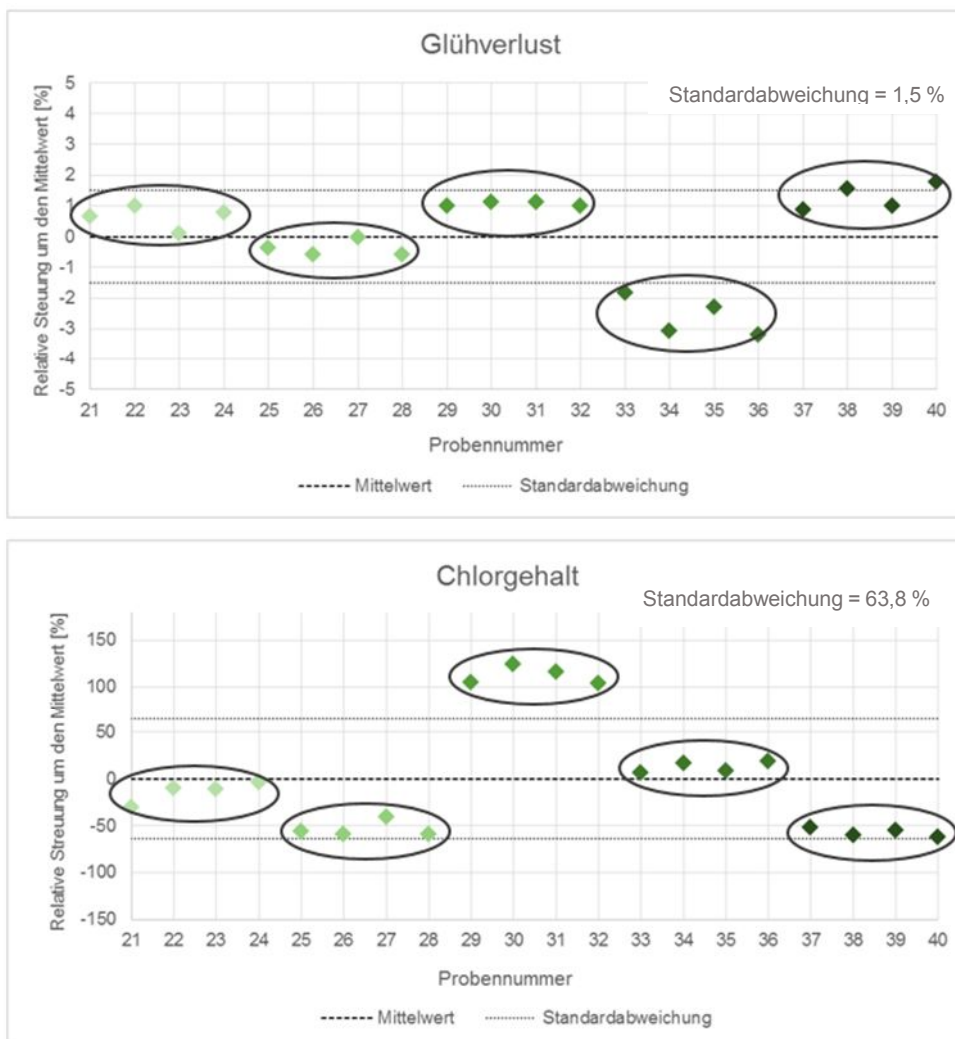 Glühverlust
Standardabweichung = 1,5 %
Relative Steuung um den Mittelwert [%]
5
4
3
2
1
0
-1
-2
-3
-4
-5
21 22 23 24 25 26 27 28 29 30 31 32 33 34 35 36 37 38 39 40
Probennummer
Mittelwert Standardabweichung
Chlorgehalt
Standardabweichung = 63,8 %
Relative Streuung um den Mittelwert [%]
150
100
50
0
-50
-100
-150
21 22 23 24 25 26 27 28 29 30 31 32 33 34 35 36 37 38 39 40
Probennummer
Mittelwert Standardabweichung